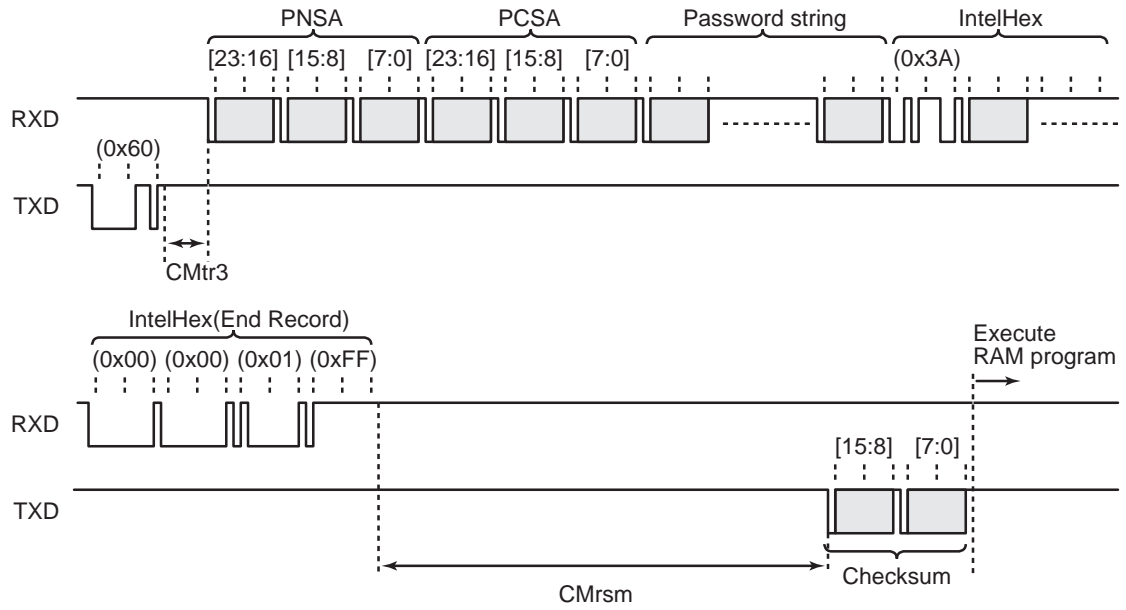 PNSA PCSA Password string IntelHex
[23:16] [15:8] [7:0] [23:16] [15:8] [7:0] (0x3A)
RXD
(0x60)
TXD
CMtr3
IntelHex(End Record)
(0x00) (0x00) (0x01) (0xFF)
Execute
RAM program
RXD
[15:8] [7:0]
TXD
Checksum
CMrsm